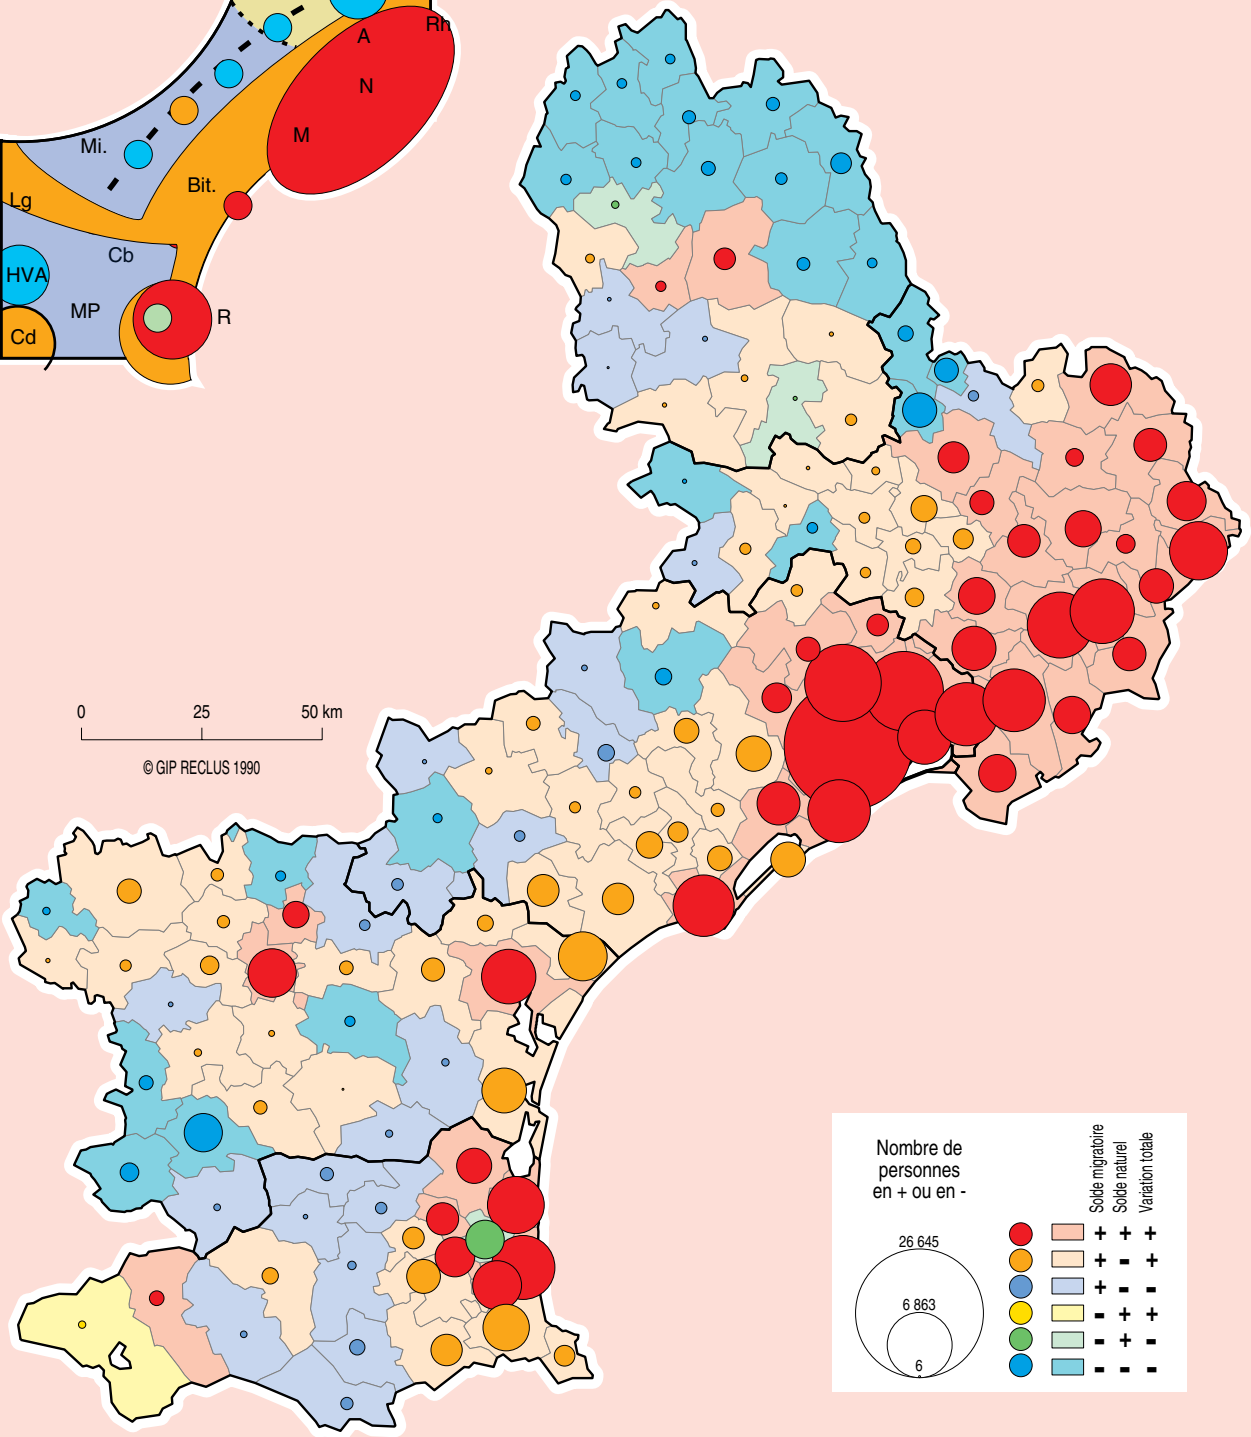 Rh
A
N
M
Mi.
Bit.
Lg
Cb
HVA
MP
R
Cd
0 25 50 km
© GIP RECLUS 1990
Nombre de
personnes
en + ou en -
26 645
6 863
6
Solde migratoire
Solde naturel
Variation totale
+ + +
+ - +
+ - -
- + +
- + -
- - -